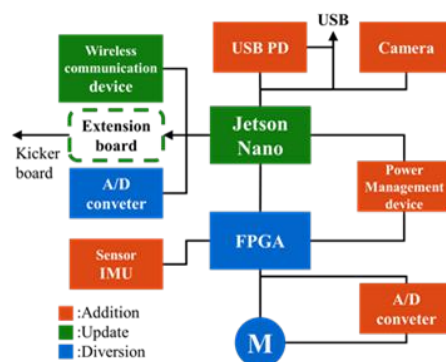 USB
Wireless
communication
device
USB PD
Camera
Extension
board
Jetson
Nano
Kicker
board
A/D
conveter
Power
Management
device
Sensor
IMU
FPGA
:Addition
:Update
:Diversion
M
A/D
conveter